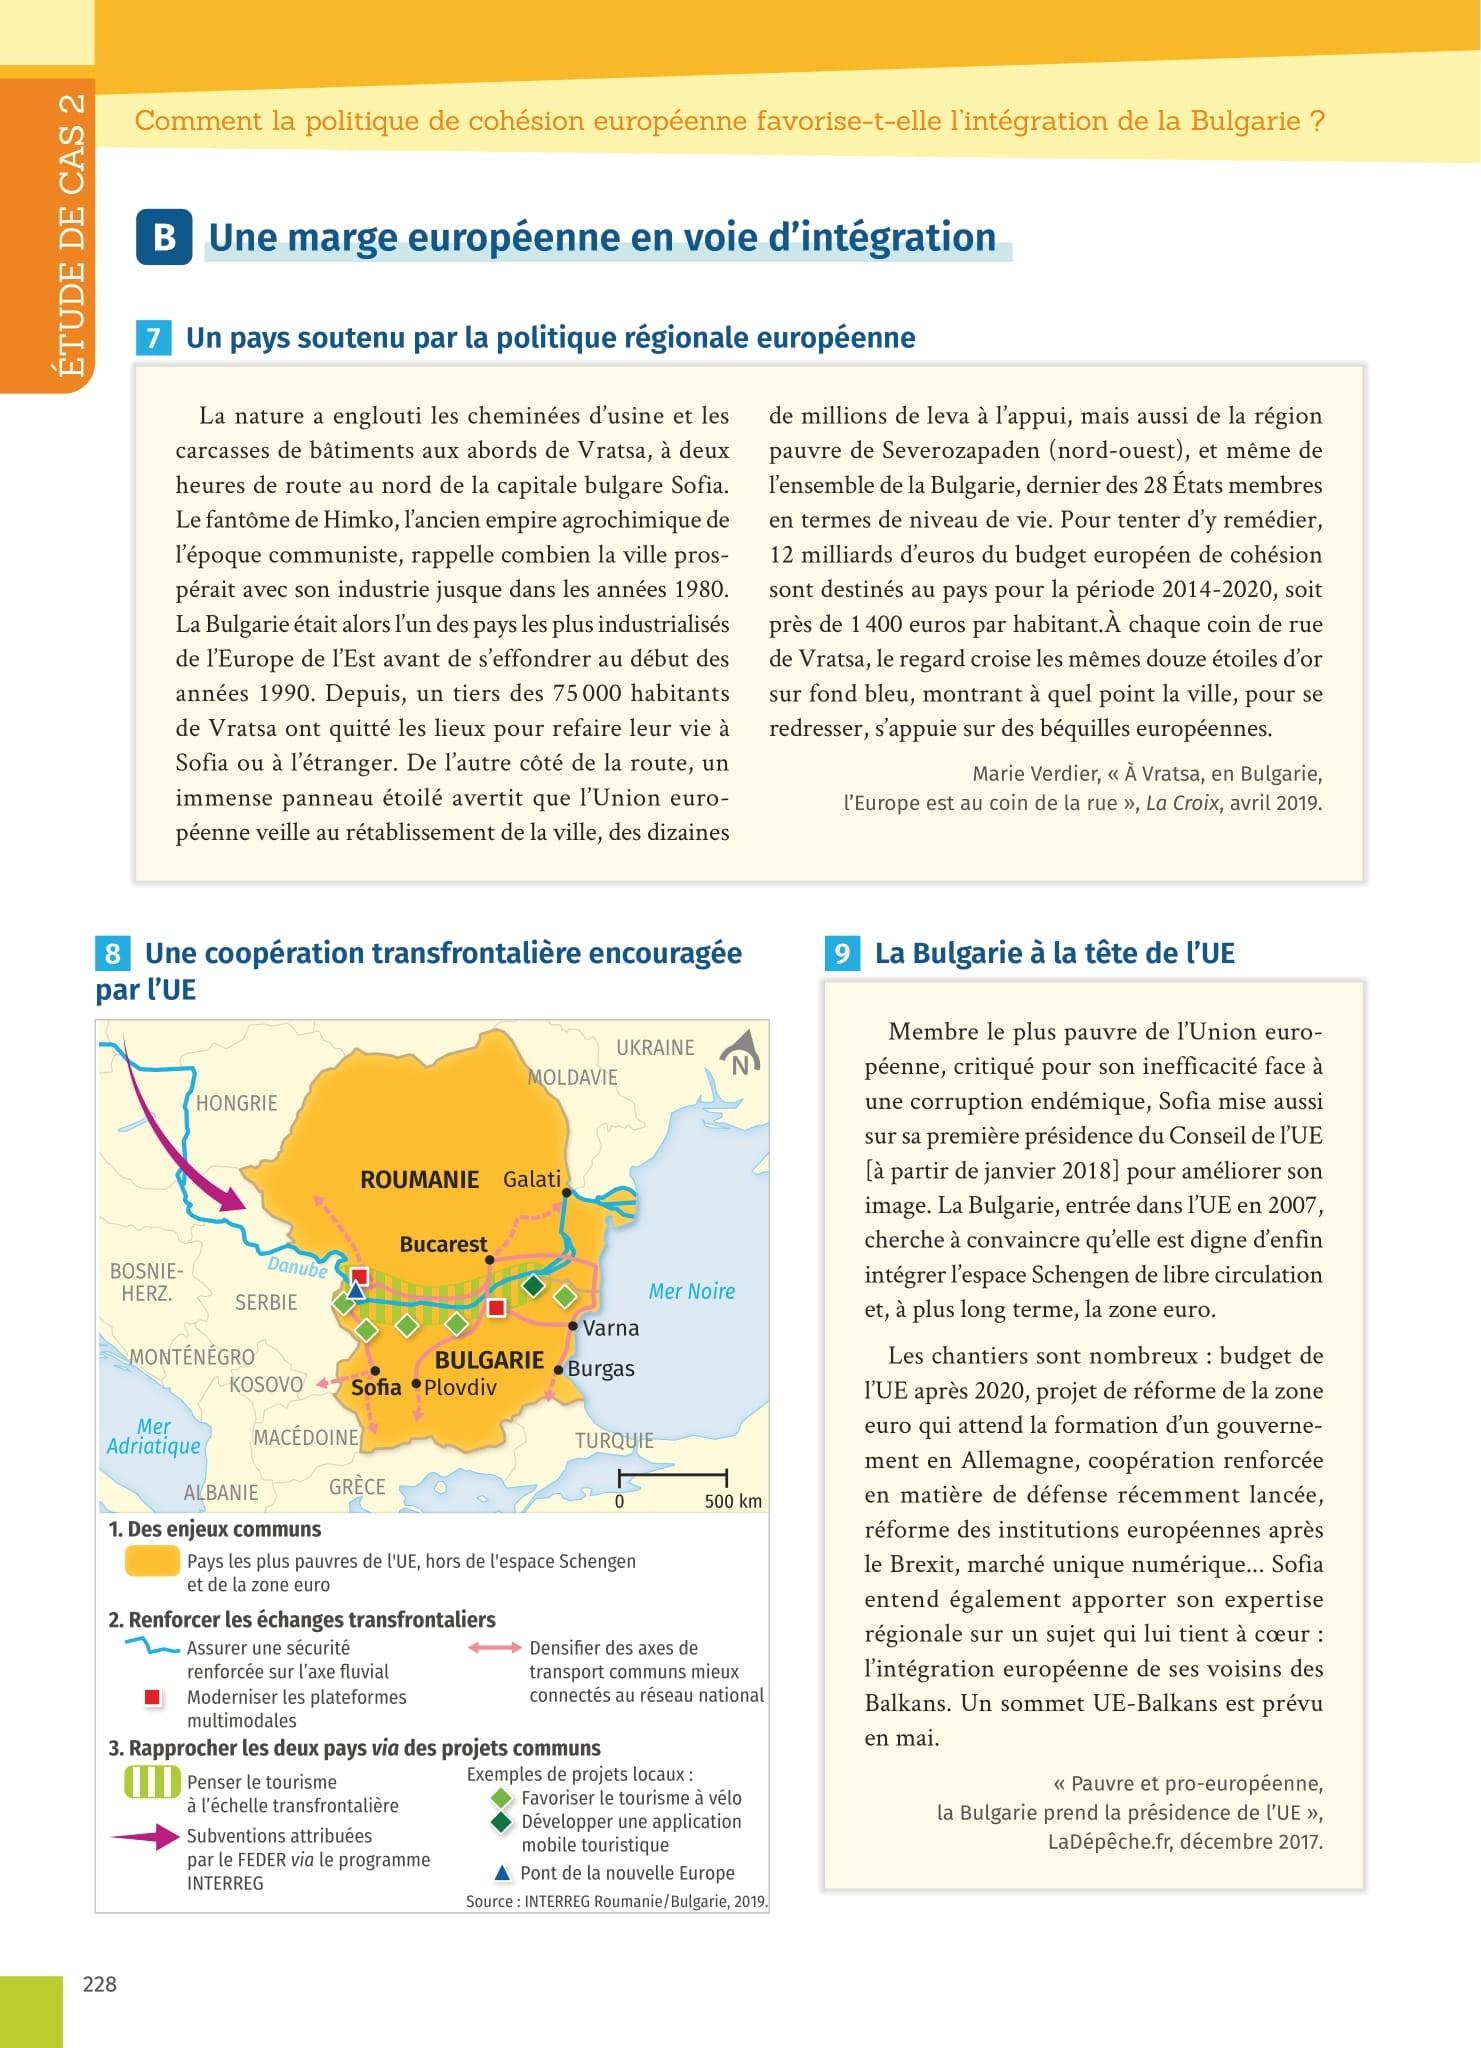 ÉTUDE DE CAS 2
Comment la politique de cohésion européenne favorise-t-elle l'intégration de la Bulgarie ?
B Une marge européenne en voie d'intégration
7 Un pays soutenu par la politique régionale européenne
La nature a englouti les cheminées d'usine et les
carcasses de bâtiments aux abords de Vratsa, à deux
heures de route au nord de la capitale bulgare Sofia.
Le fantôme de Himko, l'ancien empire agrochimique de
l'époque communiste, rappelle combien la ville pros-
pérait avec son industrie jusque dans les années 1980.
La Bulgarie était alors l'un des pays les plus industrialisés
de l'Europe de l'Est avant de s'effondrer au début des
années 1990. Depuis, un tiers des 75 000 habitants
de Vratsa ont quitté les lieux pour refaire leur vie à
Sofia ou à l'étranger. De l'autre côté de la route, un
immense panneau étoilé avertit que l'Union euro-
péenne veille au rétablissement de la ville, des dizaines
de millions de leva à l'appui, mais aussi de la région
pauvre de Severozapaden (nord-ouest), et même de
l'ensemble de la Bulgarie, dernier des 28 États membres
en termes de niveau de vie. Pour tenter d'y remédier,
12 milliards d'euros du budget européen de cohésion
sont destinés au pays pour la période 2014-2020, soit
près de 1 400 euros par habitant.À chaque coin de rue
de Vratsa, le regard croise les mêmes douze étoiles d'or
sur fond bleu, montrant à quel point la ville, pour se
redresser, s'appuie sur des béquilles européennes.
Marie Verdier, « À Vratsa, en Bulgarie,
l'Europe est au coin de la rue », La Croix, avril 2019.
8 Une coopération transfrontalière encouragée
par l'UE
UKRAINE
N
MOLDAVIE
HONGRIE
ROUMANIE
Galati
Bucarest
Danube
BOSNIE-
HERZ.
SERBIE
Mer Noire
Varna
MONTÉNÉGRO
BULGARIE
Burgas
KOSOVO
Sofia
Plovdiv
Mer
Adriatique
MACÉDOINE
TURQUIE
ALBANIE
GRÈCE
0 500 km
1. Des enjeux communs
Pays les plus pauvres de l'UE, hors de l'espace Schengen
et de la zone euro
2. Renforcer les échanges transfrontaliers
Assurer une sécurité
renforcée sur l'axe fluvial
Moderniser les plateformes
multimodales
Densifier des axes de
transport communs mieux
connectés au réseau national
3. Rapprocher les deux pays via des projets communs
Penser le tourisme
à l'échelle transfrontalière
Subventions attribuées
par le FEDER via le programme
INTERREG
Exemples de projets locaux :
Favoriser le tourisme à vélo
Développer une application
mobile touristique
Pont de la nouvelle Europe
Source : INTERREG Roumanie/Bulgarie, 2019.
9 La Bulgarie à la tête de l'UE
Membre le plus pauvre de l'Union euro-
péenne, critiqué pour son inefficacité face à
une corruption endémique, Sofia mise aussi
sur sa première présidence du Conseil de l'UE
[à partir de janvier 2018] pour améliorer son
image. La Bulgarie, entrée dans l'UE en 2007,
cherche à convaincre qu'elle est digne d'enfin
intégrer l'espace Schengen de libre circulation
et, à plus long terme, la zone euro.
Les chantiers sont nombreux : budget de
l'UE après 2020, projet de réforme de la zone
euro qui attend la formation d'un gouverne-
ment en Allemagne, coopération renforcée
en matière de défense récemment lancée,
réforme des institutions européennes après
le Brexit, marché unique numérique... Sofia
entend également apporter son expertise
régionale sur un sujet qui lui tient à cœur :
l'intégration européenne de ses voisins des
Balkans. Un sommet UE-Balkans est prévu
en mai.
« Pauvre et pro-européenne,
la Bulgarie prend la présidence de l'UE »,
LaDépêche.fr, décembre 2017.
228